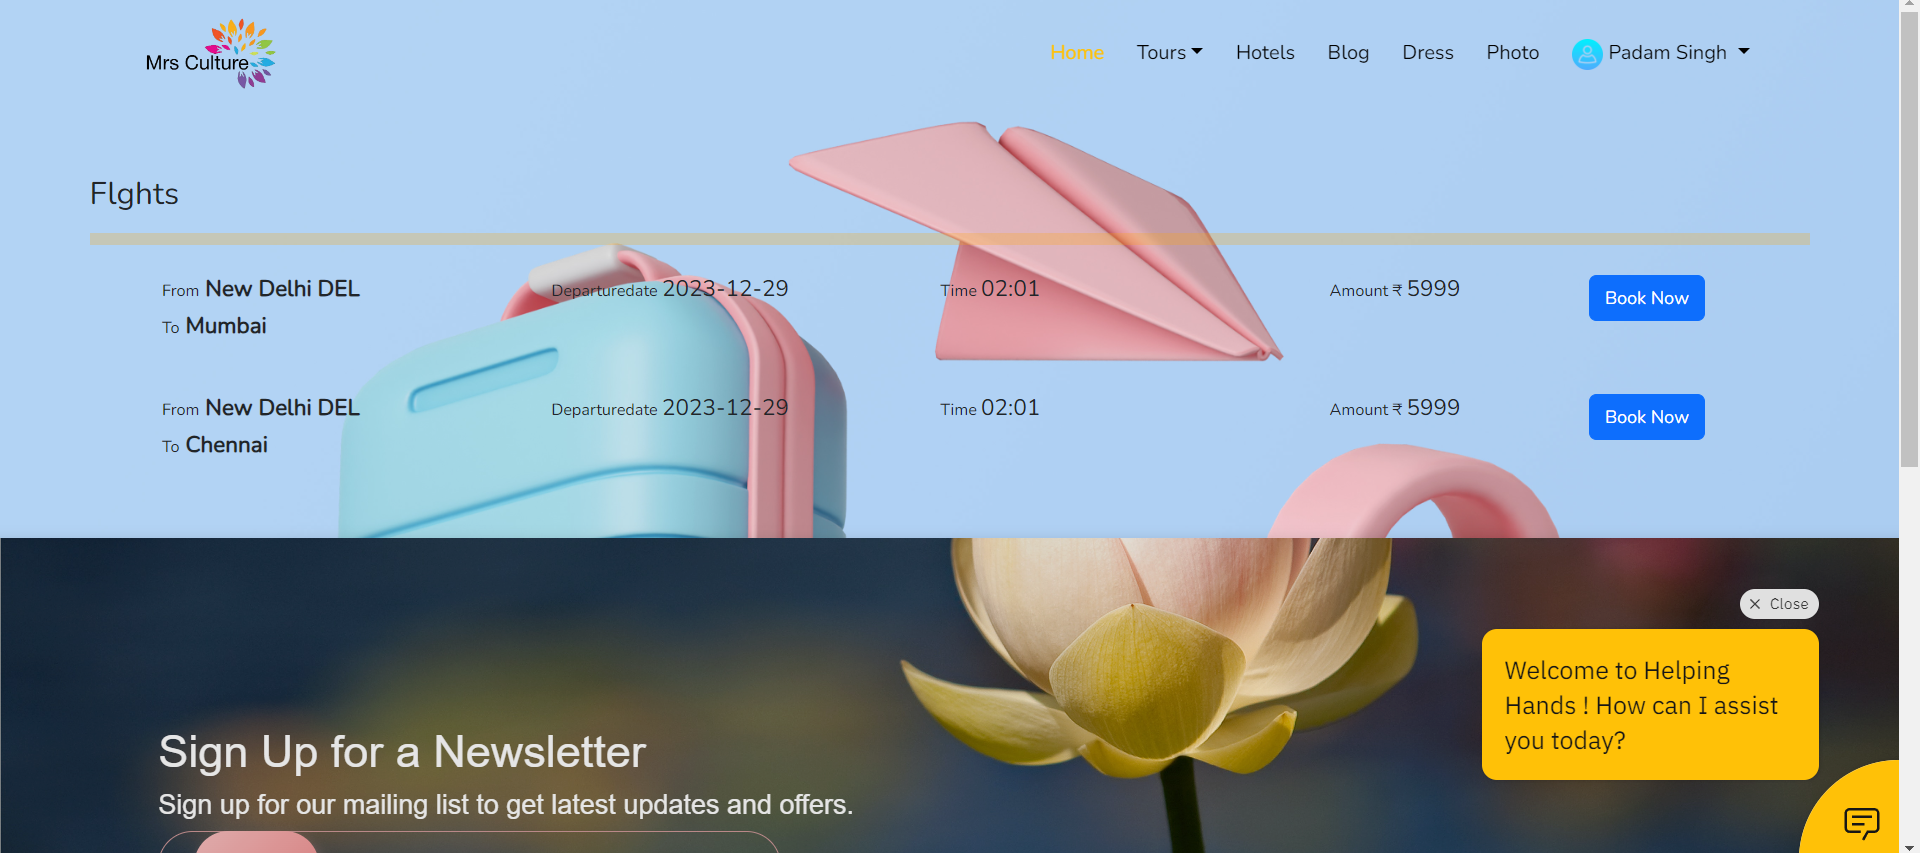 Mrs Culture
Home Tours Hotels Blog Dress Photo Padam Singh
Flghts
From New Delhi DEL Departuredate 2023-12-29 Time 02:01 Amount ₹ 5999 Book Now
To Mumbai
From New Delhi DEL Departuredate 2023-12-29 Time 02:01 Amount ₹ 5999 Book Now
To Chennai
Close
Welcome to Helping
Hands ! How can I assist
you today?
Sign Up for a Newsletter
Sign up for our mailing list to get latest updates and offers.